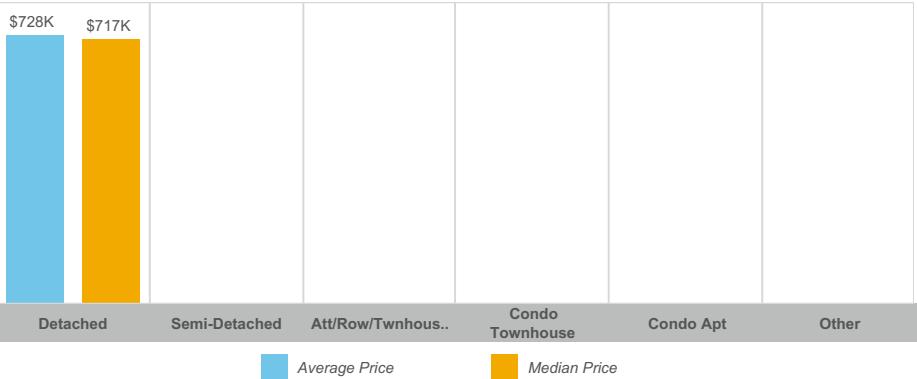 $728K
$717K
Detached
Semi-Detached
Att/Row/Twnhous..
Condo
Townhouse
Condo Apt
Other
Average Price
Median Price